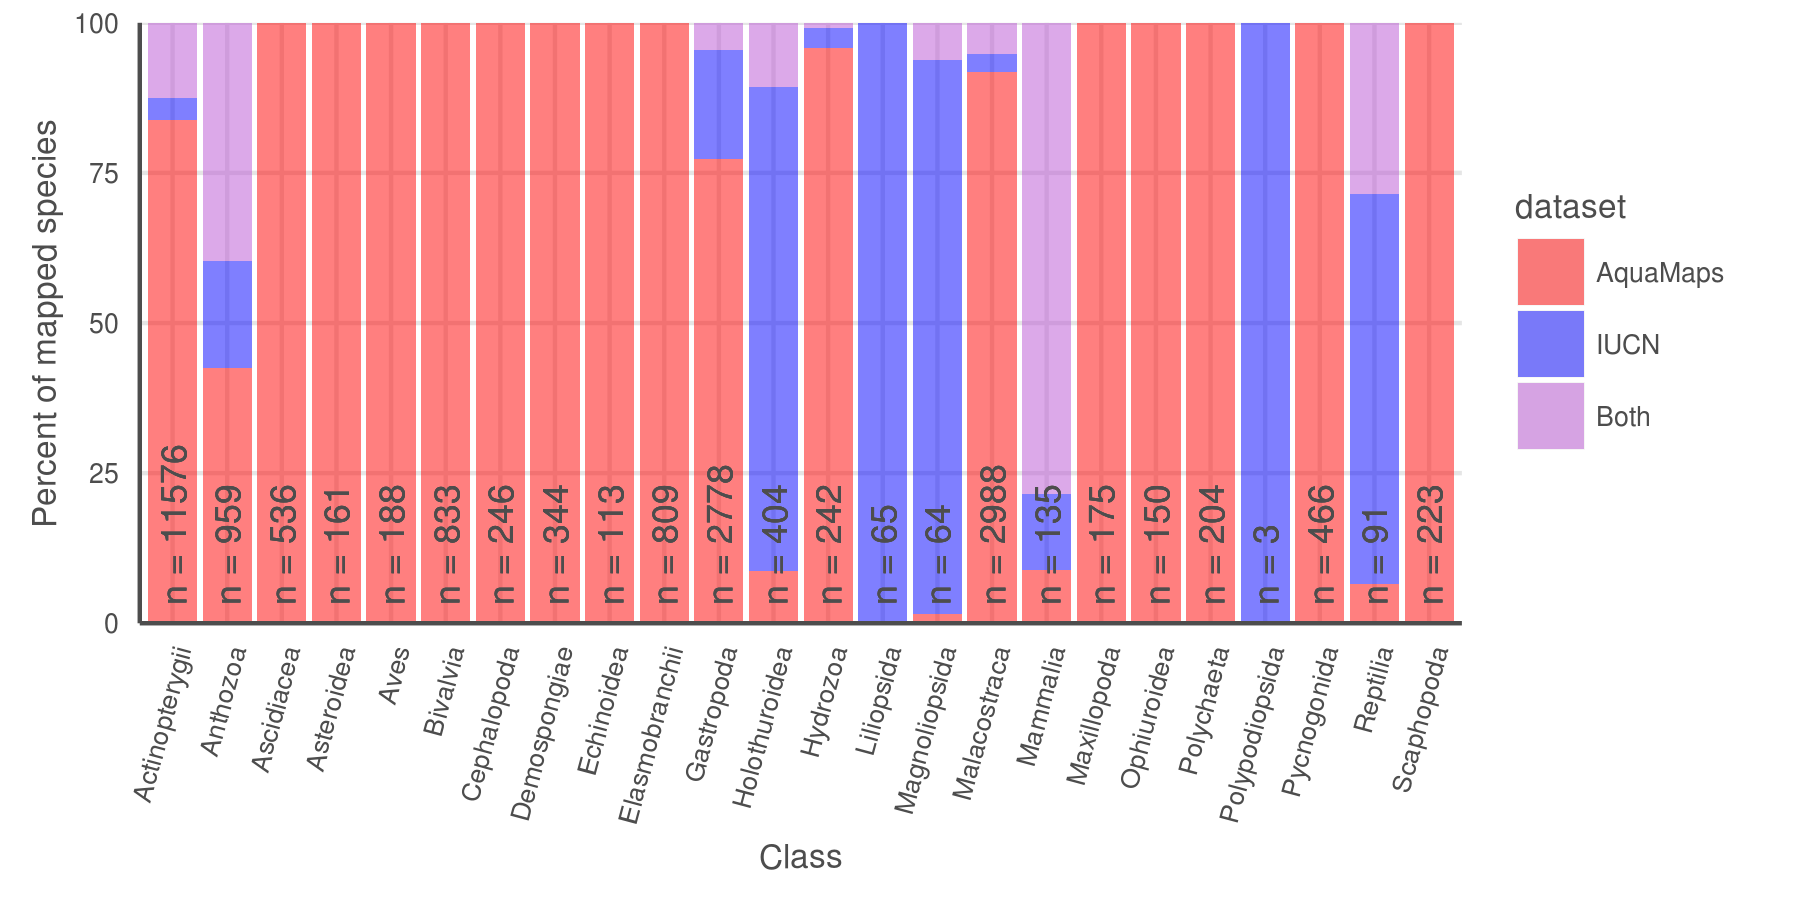 Percent of mapped species
100
75
50
25
0
n = 11576
n = 959
n = 536
n = 161
n = 188
n = 833
n = 246
n = 344
n = 113
n = 809
n = 2778
n = 404
n = 242
n = 65
n = 64
n = 2988
n = 135
n = 175
n = 150
n = 204
n = 3
n = 466
n = 91
n = 223
Actinopterygii
Anthozoa
Ascidiacea
Asteroidea
Aves
Bivalvia
Cephalopoda
Demospongiae
Echinoidea
Elasmobranchii
Gastropoda
Holothuroidea
Hydrozoa
Liliopsida
Magnoliopsida
Malacostraca
Mammalia
Maxillopoda
Ophiuroidea
Polychaeta
Polypodiopsida
Pycnogonida
Reptilia
Scaphopoda
Class
dataset
AquaMaps
IUCN
Both